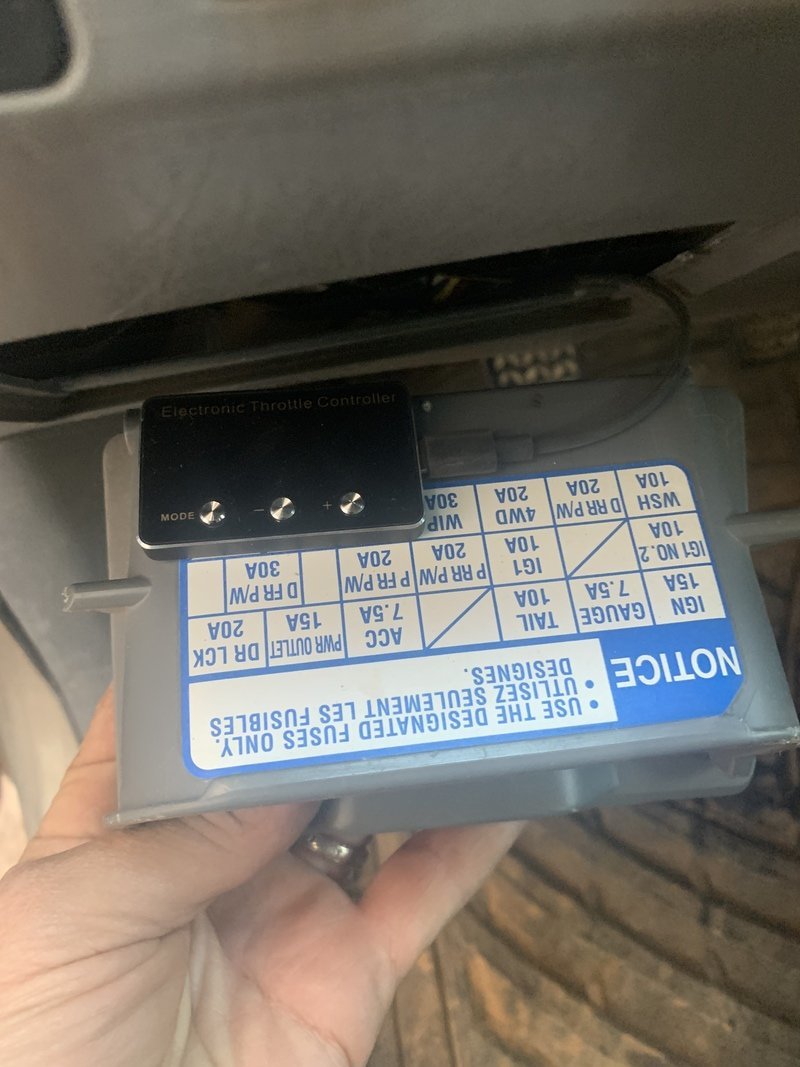 Electronic Throttle Controller
MODE - +
NOTICE
• USE THE DESIGNATED FUSES ONLY.
• UTLISEZ SEULEMENT LES FUSIBLES
DESIGNES.
IGN GAUGE TAIL ACC PWR OUTLET DR LCK
15A 7.5A 10A 7.5A 15A 20A
IG1 NO.2 IG1 P RR P/W P FR P/W D FR P/W
10A 10A 20A 20A 30A
WSH D RR P/W 4WD WIP
10A 20A 20A 30A